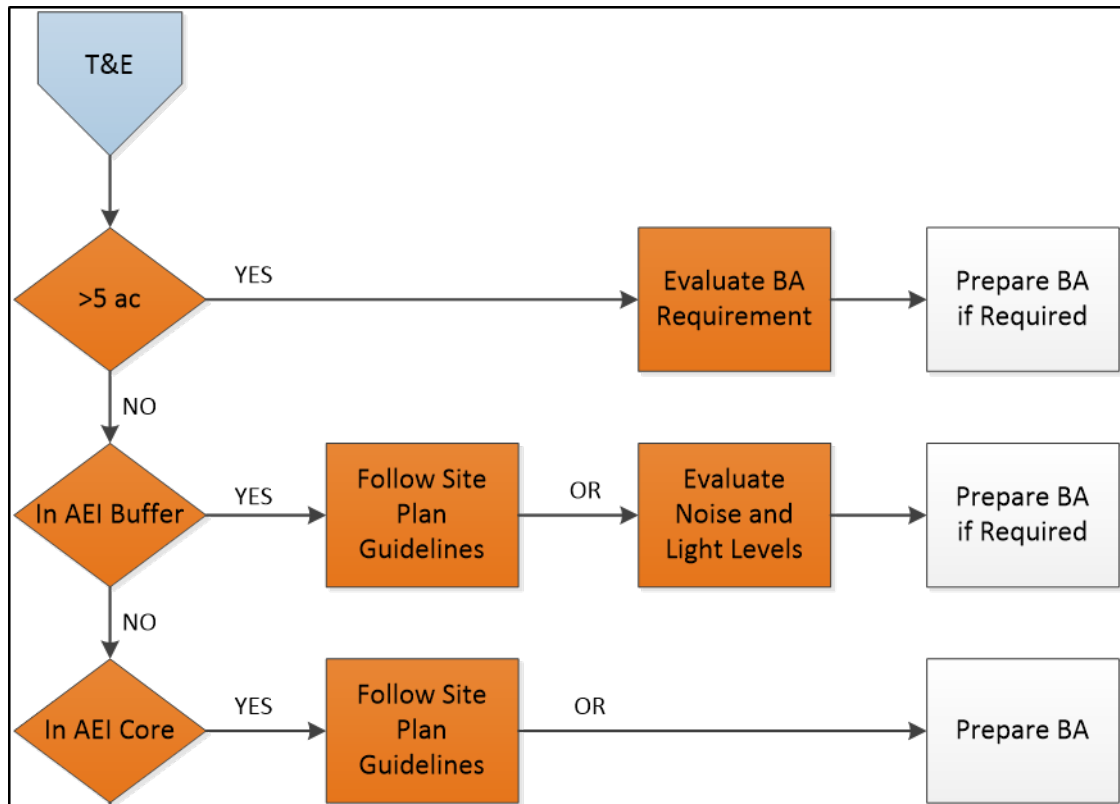 T&E
>5 ac
YES
Evaluate BA
Requirement
Prepare BA
if Required
NO
In AEI Buffer
YES
Follow Site
Plan
Guidelines
OR
Evaluate
Noise and
Light Levels
Prepare BA
if Required
NO
In AEI Core
YES
Follow Site
Plan
Guidelines
OR
Prepare BA